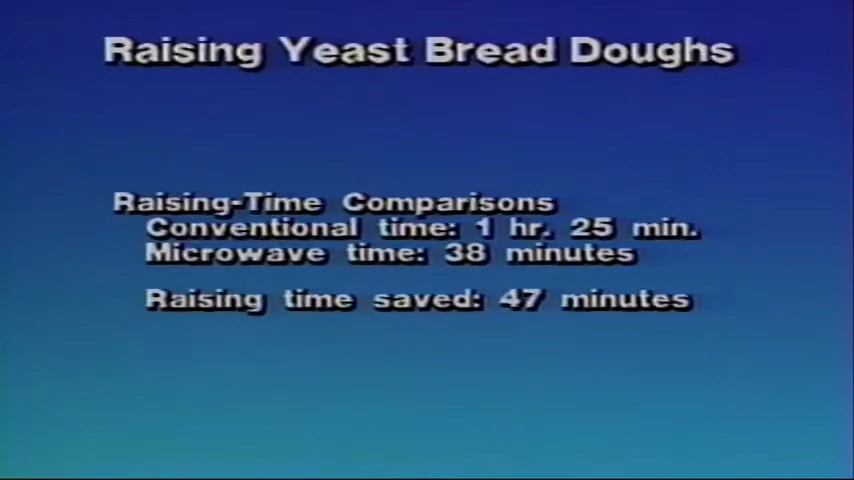 Raising Yeast Bread Doughs
Raising-Time Comparisons
Conventional time: 1 hr. 25 min.
Microwave time: 38 minutes
Raising time saved: 47 minutes